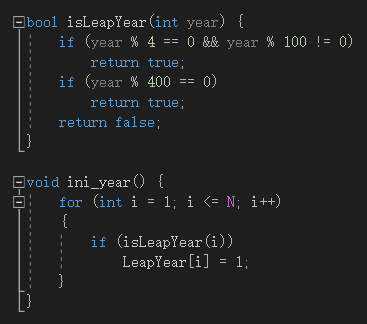 bool isLeapYear(int year) {
    if (year % 4 == 0 && year % 100 != 0)
        return true;
    if (year % 400 == 0)
        return true;
    return false;
}
void ini_year() {
    for (int i = 1; i <= N; i++)
    {
        if (isLeapYear(i))
            LeapYear[i] = 1;
    }
}